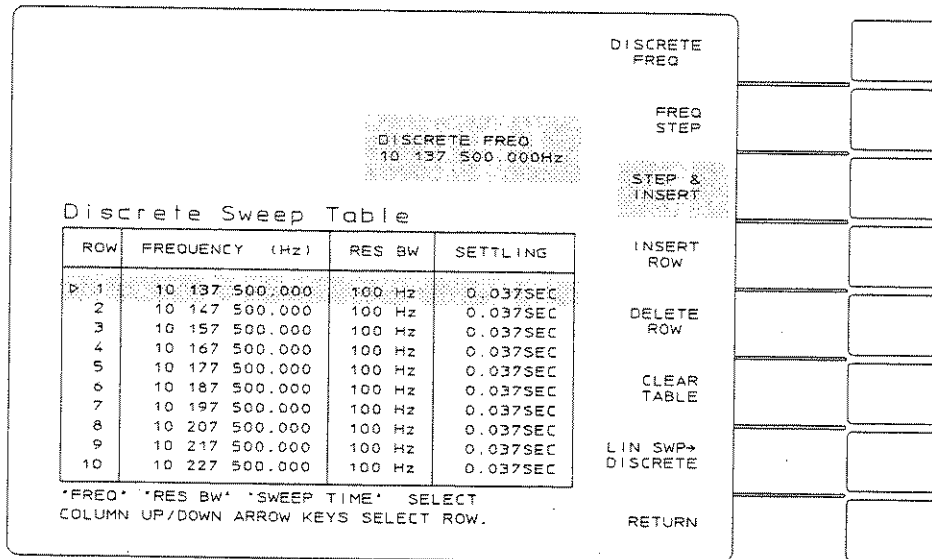 DISCRETE
FREQ
FREQ
STEP
DISCRETE FREQ
10 137 500.000Hz
STEP &
INSERT
Discrete Sweep Table
ROW FREQUENCY (Hz) RES BW SETTLING
▷ 1 10 137 500.000 100 Hz 0.037SEC
2 10 147 500.000 100 Hz 0.037SEC
3 10 157 500.000 100 Hz 0.037SEC
4 10 167 500.000 100 Hz 0.037SEC
5 10 177 500.000 100 Hz 0.037SEC
6 10 187 500.000 100 Hz 0.037SEC
7 10 197 500.000 100 Hz 0.037SEC
8 10 207 500.000 100 Hz 0.037SEC
9 10 217 500.000 100 Hz 0.037SEC
10 10 227 500.000 100 Hz 0.037SEC
INSERT
ROW
DELETE
ROW
CLEAR
TABLE
LIN SWP→
DISCRETE
"FREQ" "RES BW" "SWEEP TIME" SELECT
COLUMN UP/DOWN ARROW KEYS SELECT ROW.
RETURN